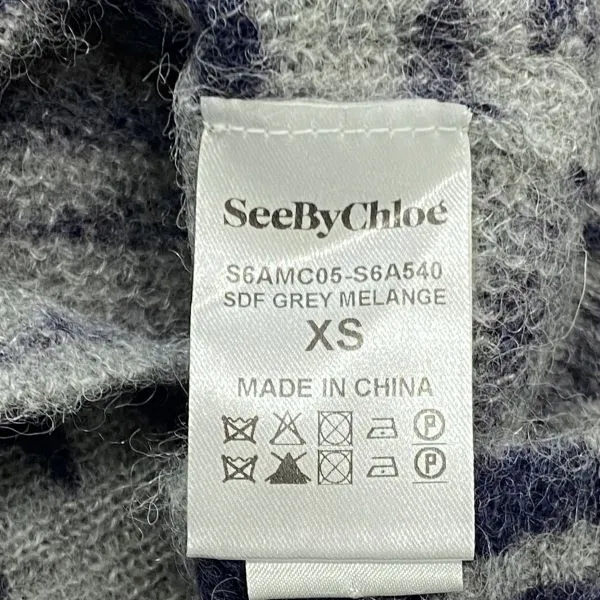 SeeByChloé
S6AMC05-S6A540
SDF GREY MELANGE
XS
MADE IN CHINA
P
P